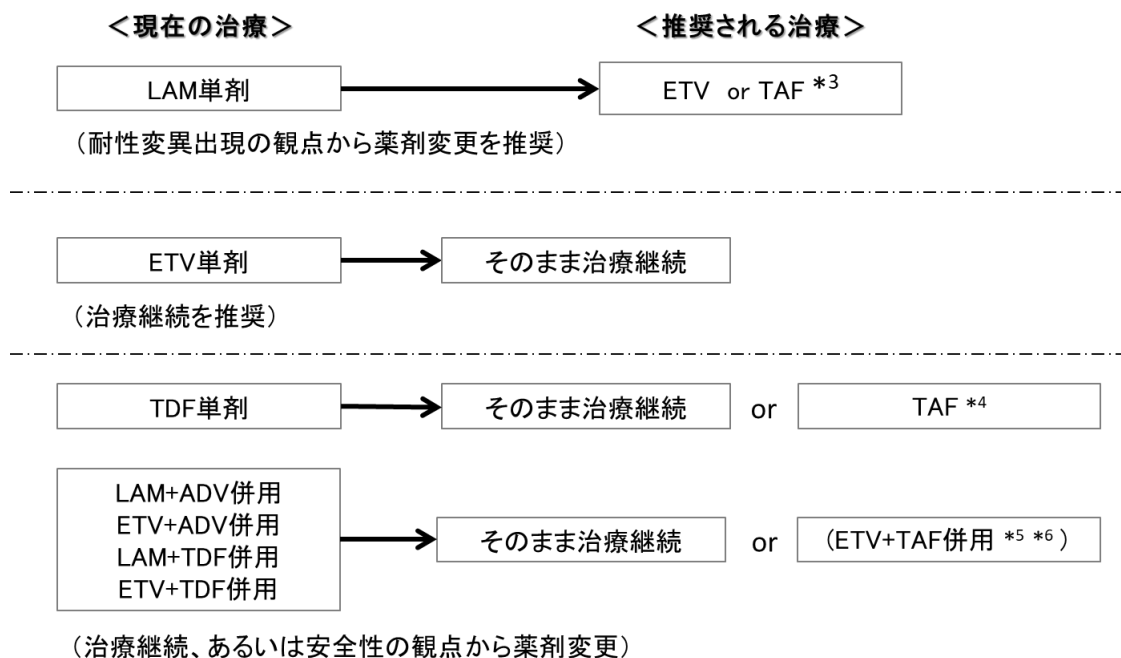 ＜現在の治療＞ ＜推奨される治療＞
LAM単剤 ETV or TAF *3
（耐性変異出現の観点から薬剤変更を推奨）
ETV単剤 そのまま治療継続
（治療継続を推奨）
TDF単剤 そのまま治療継続 or TAF *4
LAM+ADV併用
ETV+ADV併用
LAM+TDF併用
ETV+TDF併用
そのまま治療継続 or （ETV+TAF併用 *5 *6 ）
（治療継続、あるいは安全性の観点から薬剤変更）